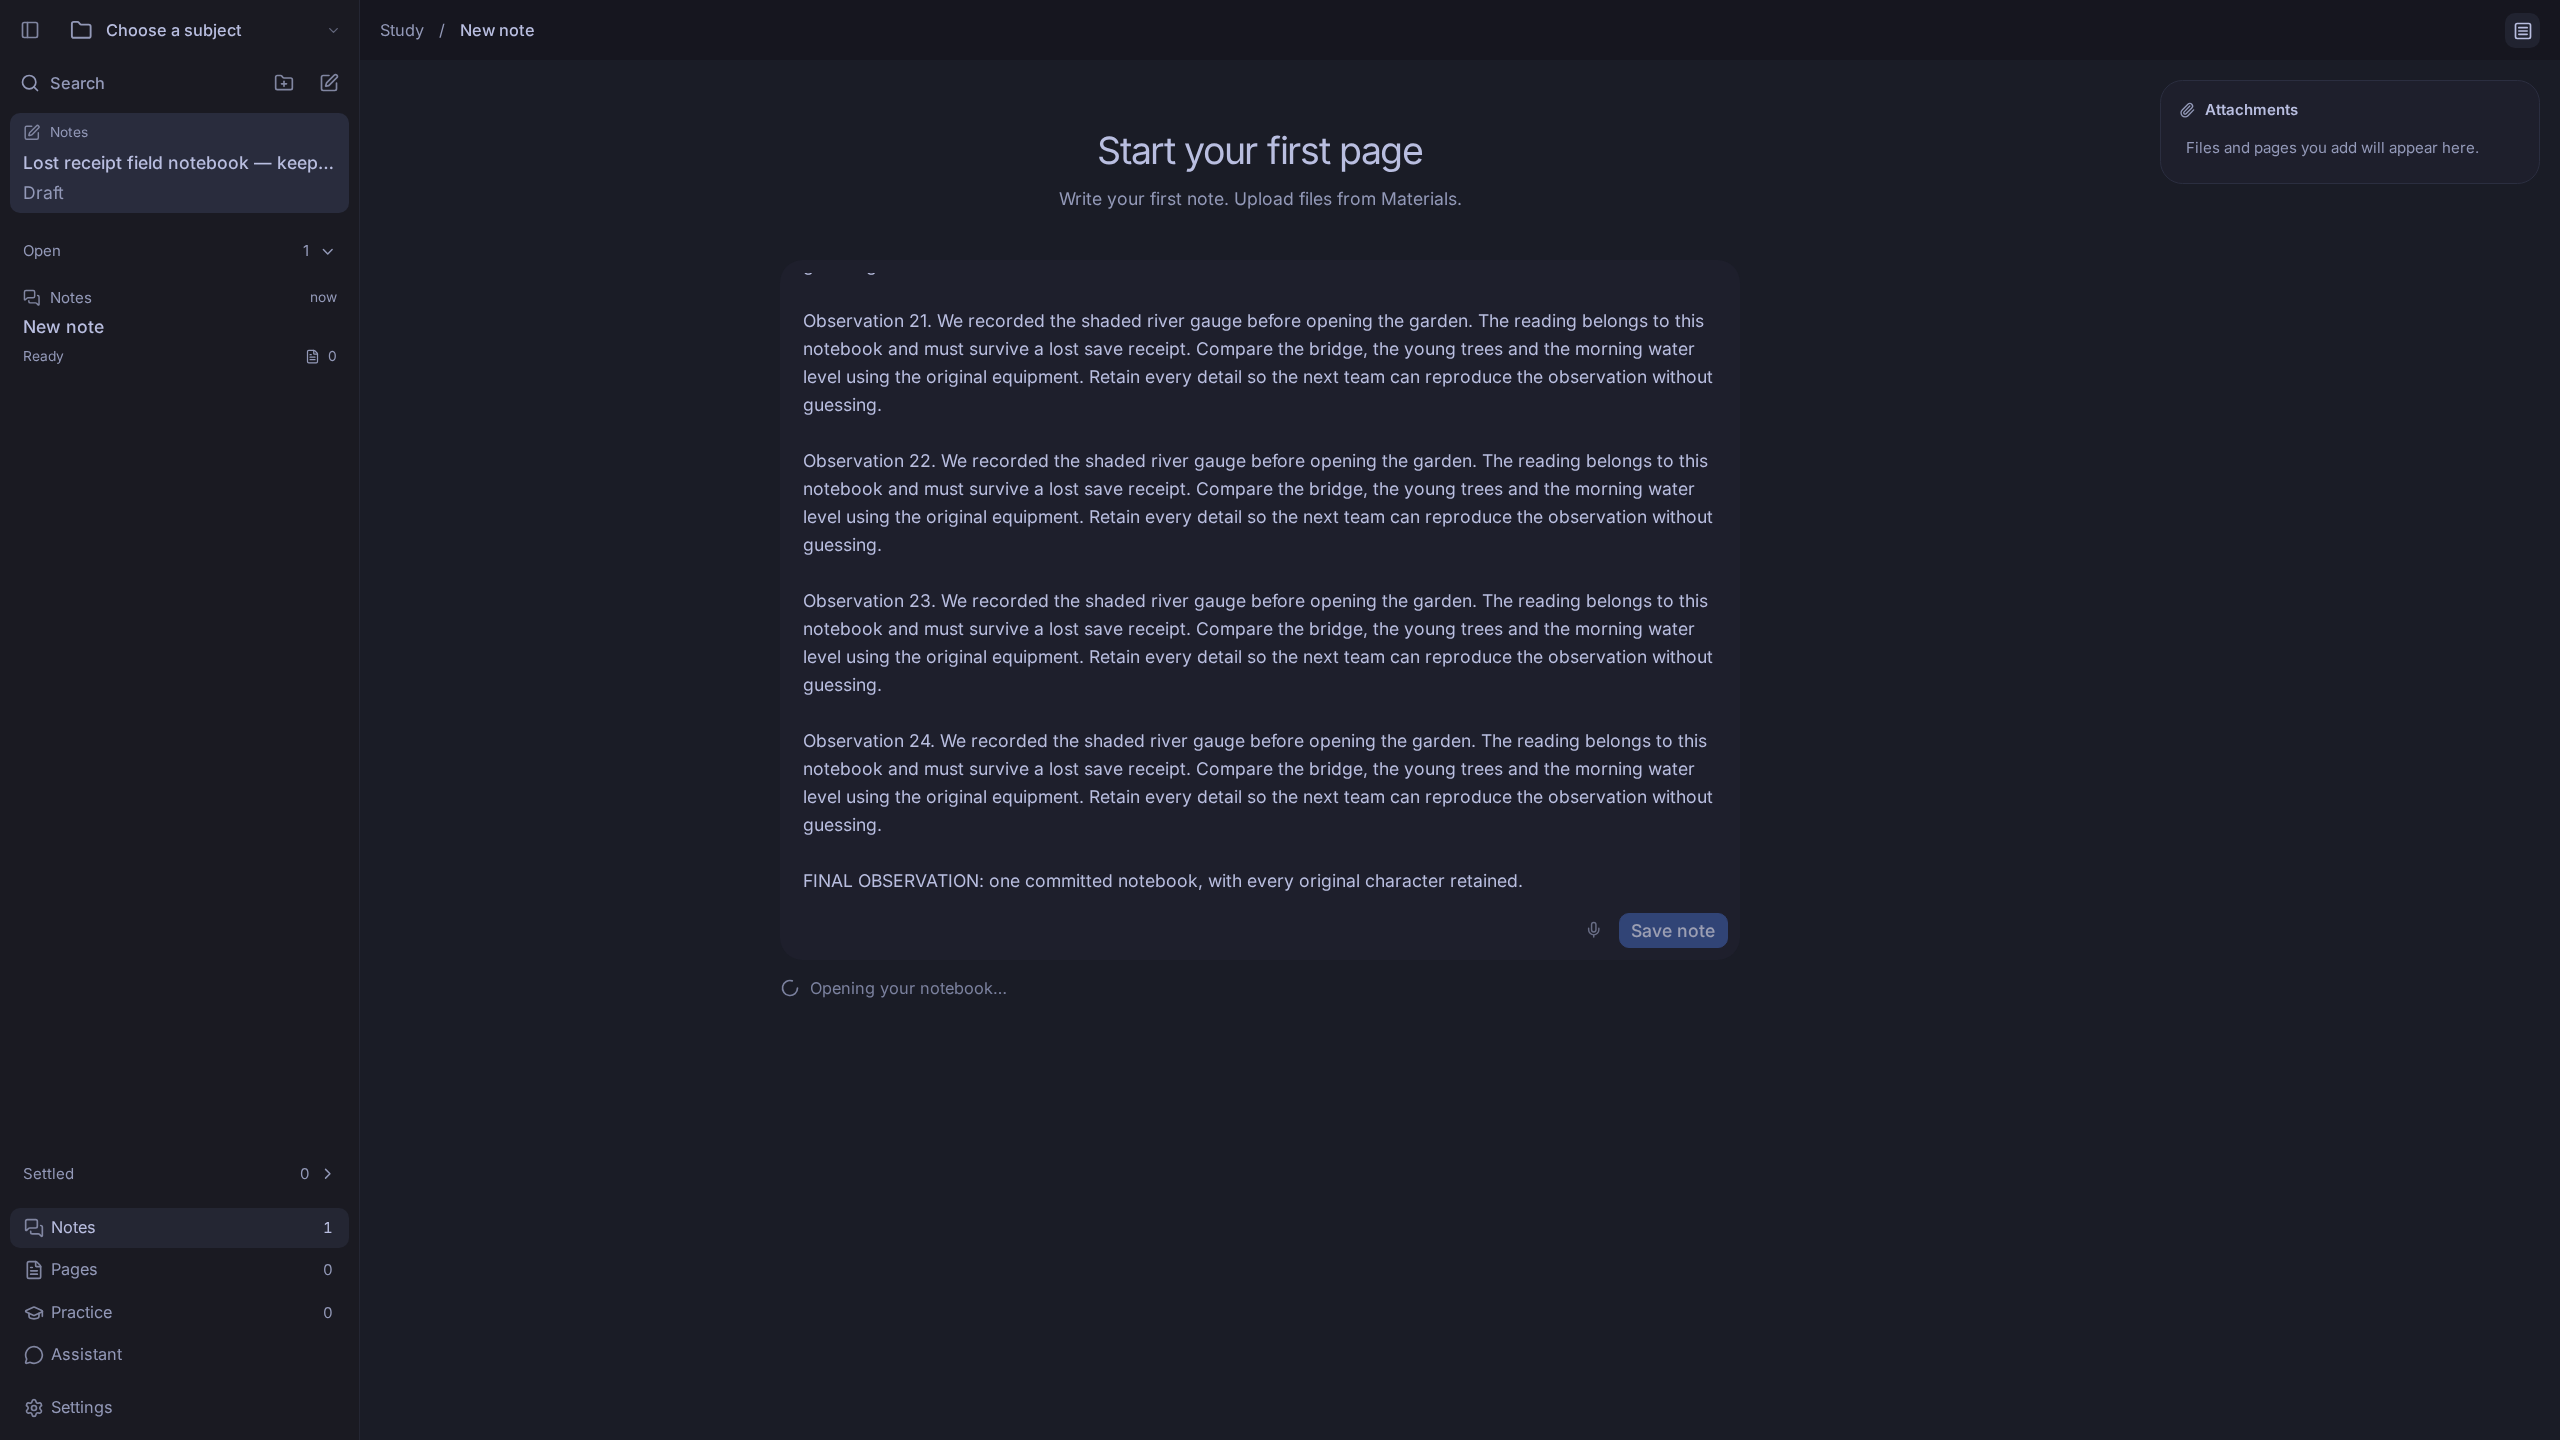 Choose a subject
Search
Notes
Lost receipt field notebook — keep...
Draft
Open 1
Notes now
New note
Ready 0
Settled 0
Notes 1
Pages 0
Practice 0
Assistant
Settings
Study / New note
Start your first page
Write your first note. Upload files from Materials.
Observation 21. We recorded the shaded river gauge before opening the garden. The reading belongs to this
notebook and must survive a lost save receipt. Compare the bridge, the young trees and the morning water
level using the original equipment. Retain every detail so the next team can reproduce the observation without
guessing.
Observation 22. We recorded the shaded river gauge before opening the garden. The reading belongs to this
notebook and must survive a lost save receipt. Compare the bridge, the young trees and the morning water
level using the original equipment. Retain every detail so the next team can reproduce the observation without
guessing.
Observation 23. We recorded the shaded river gauge before opening the garden. The reading belongs to this
notebook and must survive a lost save receipt. Compare the bridge, the young trees and the morning water
level using the original equipment. Retain every detail so the next team can reproduce the observation without
guessing.
Observation 24. We recorded the shaded river gauge before opening the garden. The reading belongs to this
notebook and must survive a lost save receipt. Compare the bridge, the young trees and the morning water
level using the original equipment. Retain every detail so the next team can reproduce the observation without
guessing.
FINAL OBSERVATION: one committed notebook, with every original character retained.
Save note
Opening your notebook...
Attachments
Files and pages you add will appear here.